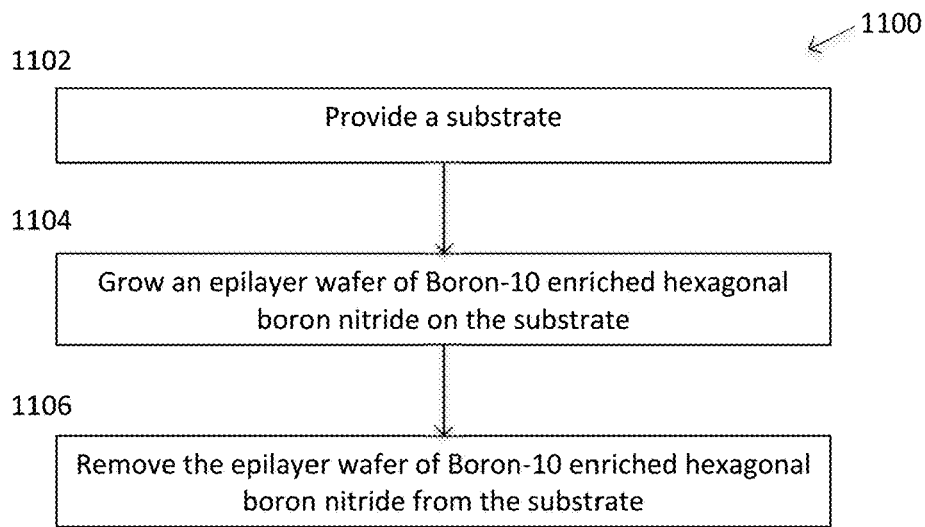 1100
1102
Provide a substrate
1104
Grow an epilayer wafer of Boron-10 enriched hexagonal
boron nitride on the substrate
1106
Remove the epilayer wafer of Boron-10 enriched hexagonal
boron nitride from the substrate